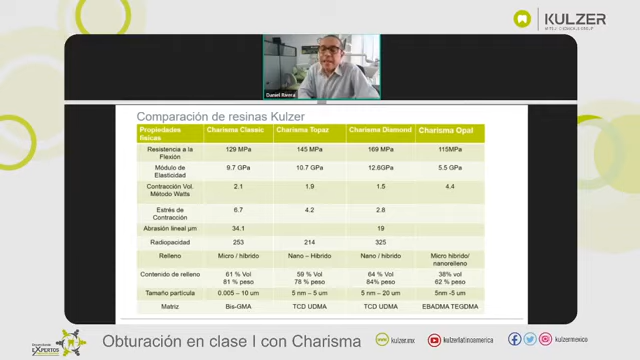 KULZER
MITSUI CHEMICALS GROUP
Daniel Rivera
Comparación de resinas Kulzer
Propiedades físicas Charisma Classic Charisma Topaz Charisma Diamond Charisma Opal
Resistencia a la Flexión 129 MPa 145 MPa 169 MPa 115MPa
Módulo de Elasticidad 9.7 GPa 10.7 GPa 12.6GPa 5.5 GPa
Contracción Vol. Método Watts 2.1 1.9 1.5 4.4
Estrés de Contracción 6.7 4.2 2.8
Abrasión lineal µm 34.1 19
Radiopacidad 253 214 325
Relleno Micro / híbrido Nano – Híbrido Nano / híbrido Micro híbrido/ nanorelleno
Contenido de relleno 61 % Vol 81 % peso 59 % Vol 78 % peso 64 % Vol 84% peso 38% vol 62 % peso
Tamaño partícula 0.005 – 10 um 5 nm – 5 um 5 nm – 20 um 5nm -5 um
Matriz Bis-GMA TCD UDMA TCD UDMA EBADMA TEGDMA
EXPERTOS
Obturación en clase I con Charisma
kulzer.mx
kulzerlatinoamerica
kulzermexico